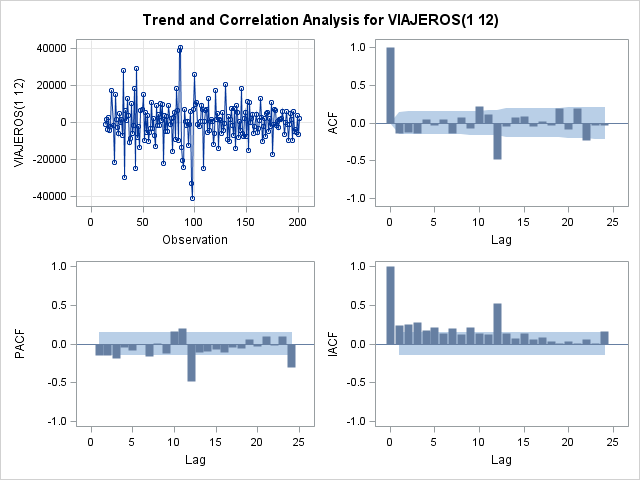 Trend and Correlation Analysis for VIAJEROS(1 12)
VIAJEROS(1 12)
40000
20000
0
-20000
-40000
0 50 100 150 200
Observation
ACF
1.0
0.5
0.0
-0.5
-1.0
0 5 10 15 20 25
Lag
PACF
1.0
0.5
0.0
-0.5
-1.0
0 5 10 15 20 25
Lag
IACF
1.0
0.5
0.0
-0.5
-1.0
0 5 10 15 20 25
Lag